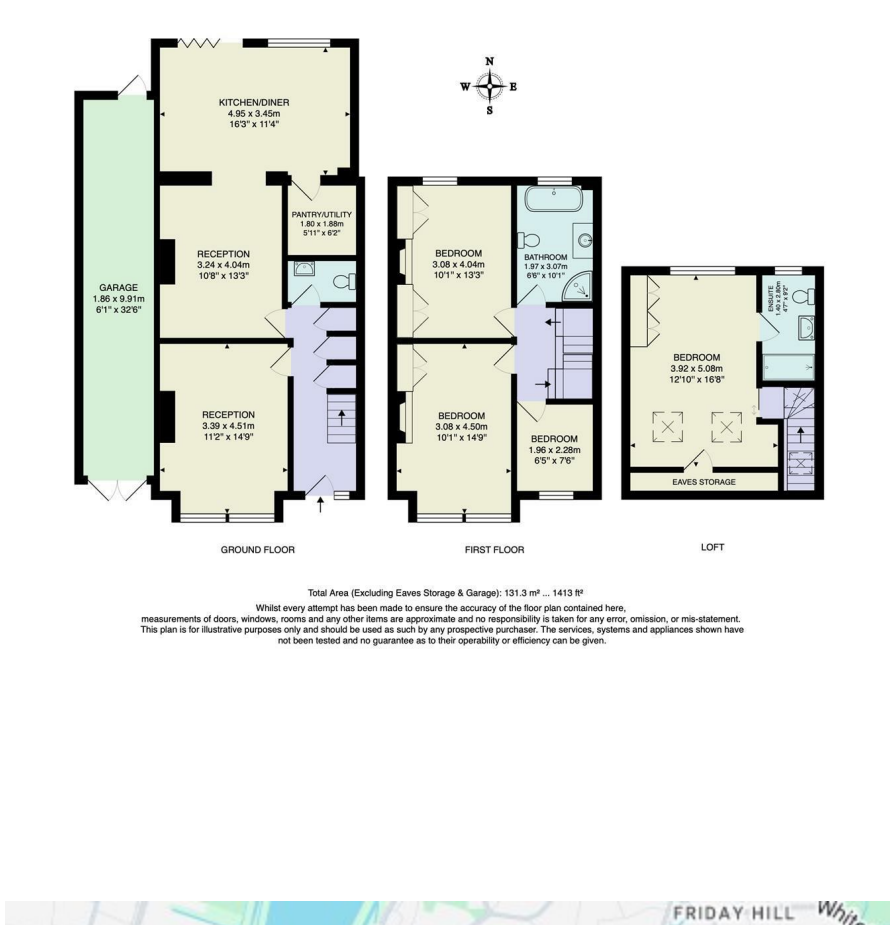 N
W E
S
KITCHEN/DINER
4.95 x 3.45m
16'3" x 11'4"
PANTRY/UTILITY
1.80 x 1.88m
5'11" x 6'2"
RECEPTION
3.24 x 4.04m
10'8" x 13'3"
GARAGE
1.86 x 9.91m
6'1" x 32'6"
RECEPTION
3.39 x 4.51m
11'2" x 14'9"
GROUND FLOOR
BEDROOM
3.08 x 4.04m
10'1" x 13'3"
BATHROOM
1.97 x 3.07m
6'6" x 10'1"
BEDROOM
3.08 x 4.50m
10'1" x 14'9"
BEDROOM
1.96 x 2.28m
6'5" x 7'6"
FIRST FLOOR
ENSUITE
1.40 x 2.80m
4'7" x 9'2"
BEDROOM
3.92 x 5.08m
12'10" x 16'8"
EAVES STORAGE
LOFT
Total Area (Excluding Eaves Storage & Garage): 131.3 m² ... 1413 ft²
Whilst every attempt has been made to ensure the accuracy of the floor plan contained here,
measurements of doors, windows, rooms and any other items are approximate and no responsibility is taken for any error, omission, or mis-statement.
This plan is for illustrative purposes only and should be used as such by any prospective purchaser. The services, systems and appliances shown have
not been tested and no guarantee as to their operability or efficiency can be given.
FRIDAY HILL